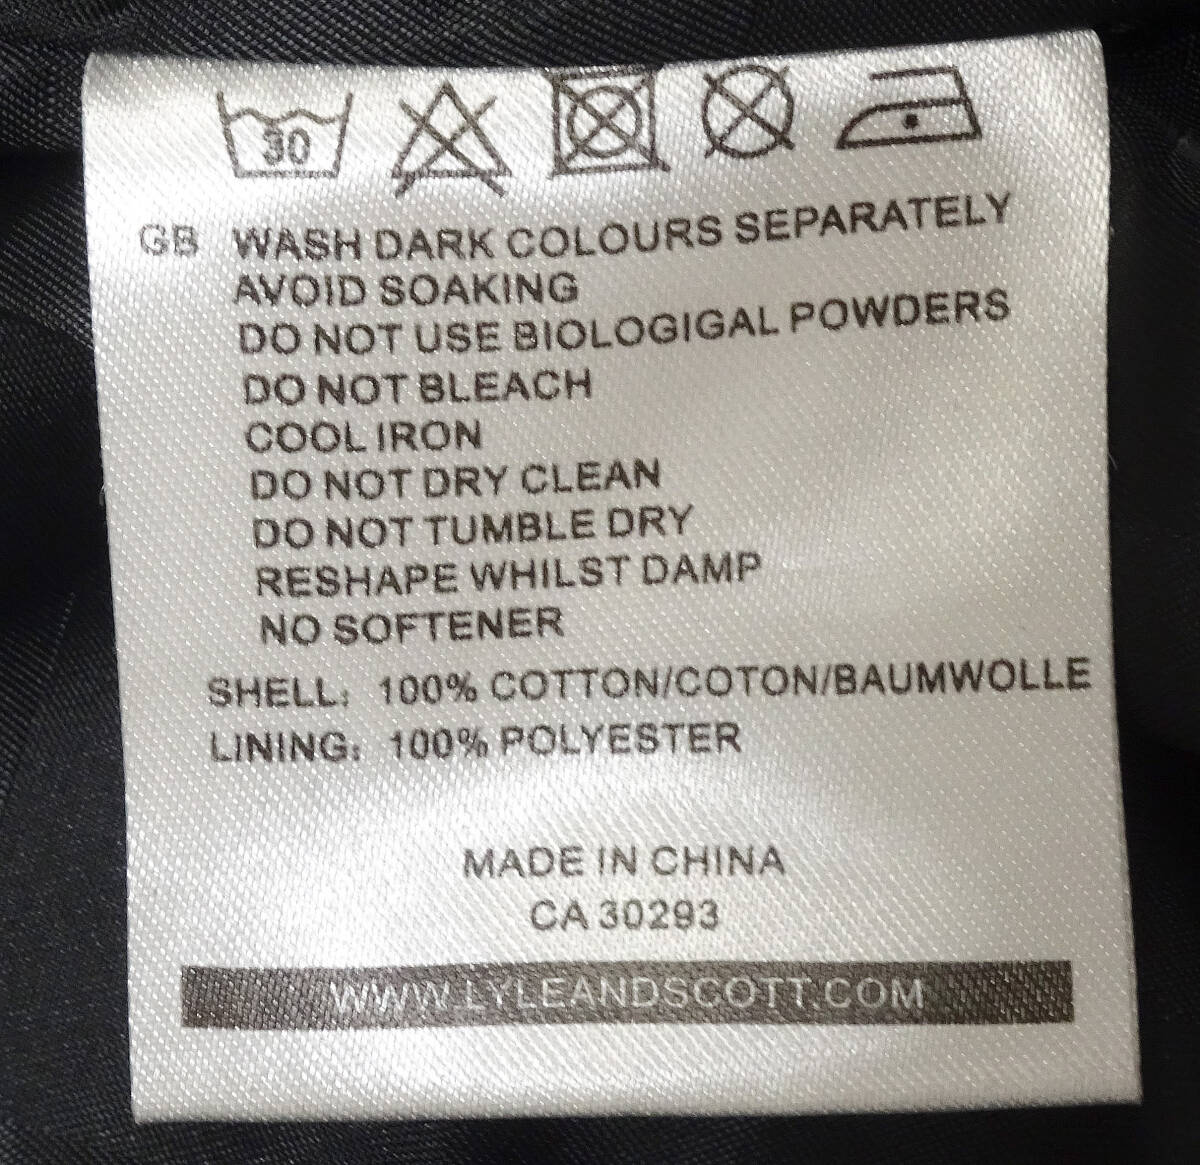 30
GB WASH DARK COLOURS SEPARATELY
AVOID SOAKING
DO NOT USE BIOLOGIGAL POWDERS
DO NOT BLEACH
COOL IRON
DO NOT DRY CLEAN
DO NOT TUMBLE DRY
RESHAPE WHILST DAMP
NO SOFTENER
SHELL: 100% COTTON/COTON/BAUMWOLLE
LINING: 100% POLYESTER
MADE IN CHINA
CA 30293
WWW.LYLEANDSCOTT.COM